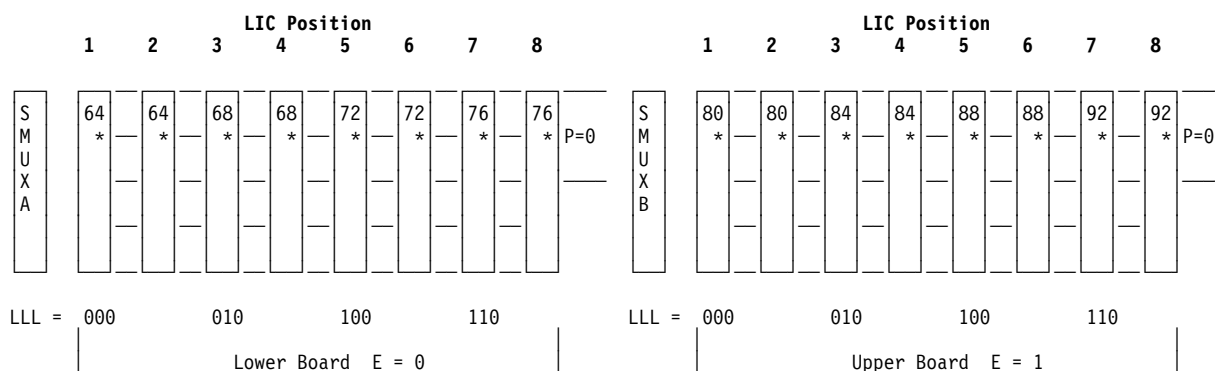 LIC Position LIC Position
1 2 3 4 5 6 7 8 1 2 3 4 5 6 7 8
S 64 64 68 68 72 72 76 76 S 80 80 84 84 88 88 92 92
M * * * * * * * * P=0 M * * * * * * * * P=0
U U
X X
A B
LLL = 000 010 100 110 LLL = 000 010 100 110
Lower Board E = 0 Upper Board E = 1